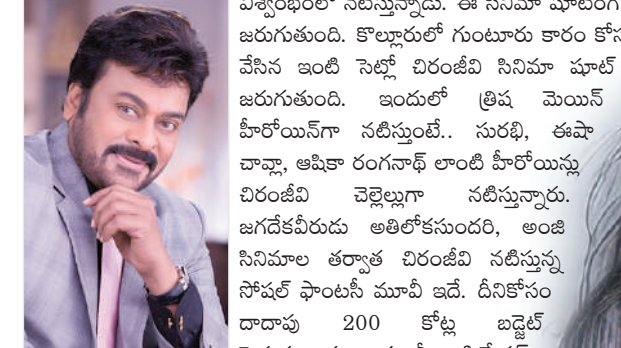 విశ్వంభరలో నటిస్తున్నాడు. ఈ సినిమా షూటింగ్
జరుగుతుంది. కొల్లూరులో గుంటూరు కారం కోస
వేసిన ఇంటి సెట్లో చిరంజీవి సినిమా షూట్
జరుగుతుంది. ఇందులో త్రిష మెయిన్
హీరోయిన్‌గా నటిస్తుంటే.. సురభి, ఈషా
చావ్లా, ఆషికా రంగనాథ్ లాంటి హీరోయిన్లు
చిరంజీవి చెల్లెల్లుగా నటిస్తున్నారు.
జగదేకవీరుడు అతిలోకసుందరి, అంజి
సినిమాల తర్వాత చిరంజీవి నటిస్తున్న
సోషల్ ఫాంటసీ మూవీ ఇదే. దీనికోసం
దాదాపు 200 కోట్ల బడ్జెట్